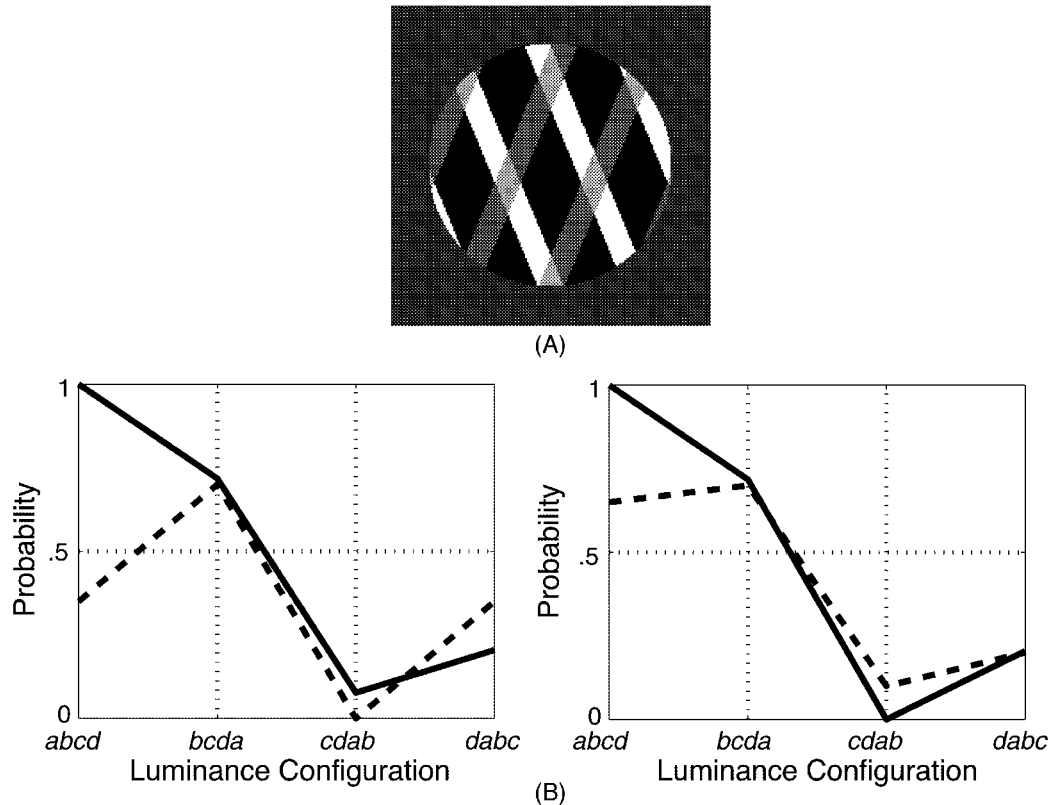 (A)
1
.5
0
Probability
abcd bcda cdab dabc
Luminance Configuration
1
.5
0
Probability
abcd bcda cdab dabc
Luminance Configuration
(B)